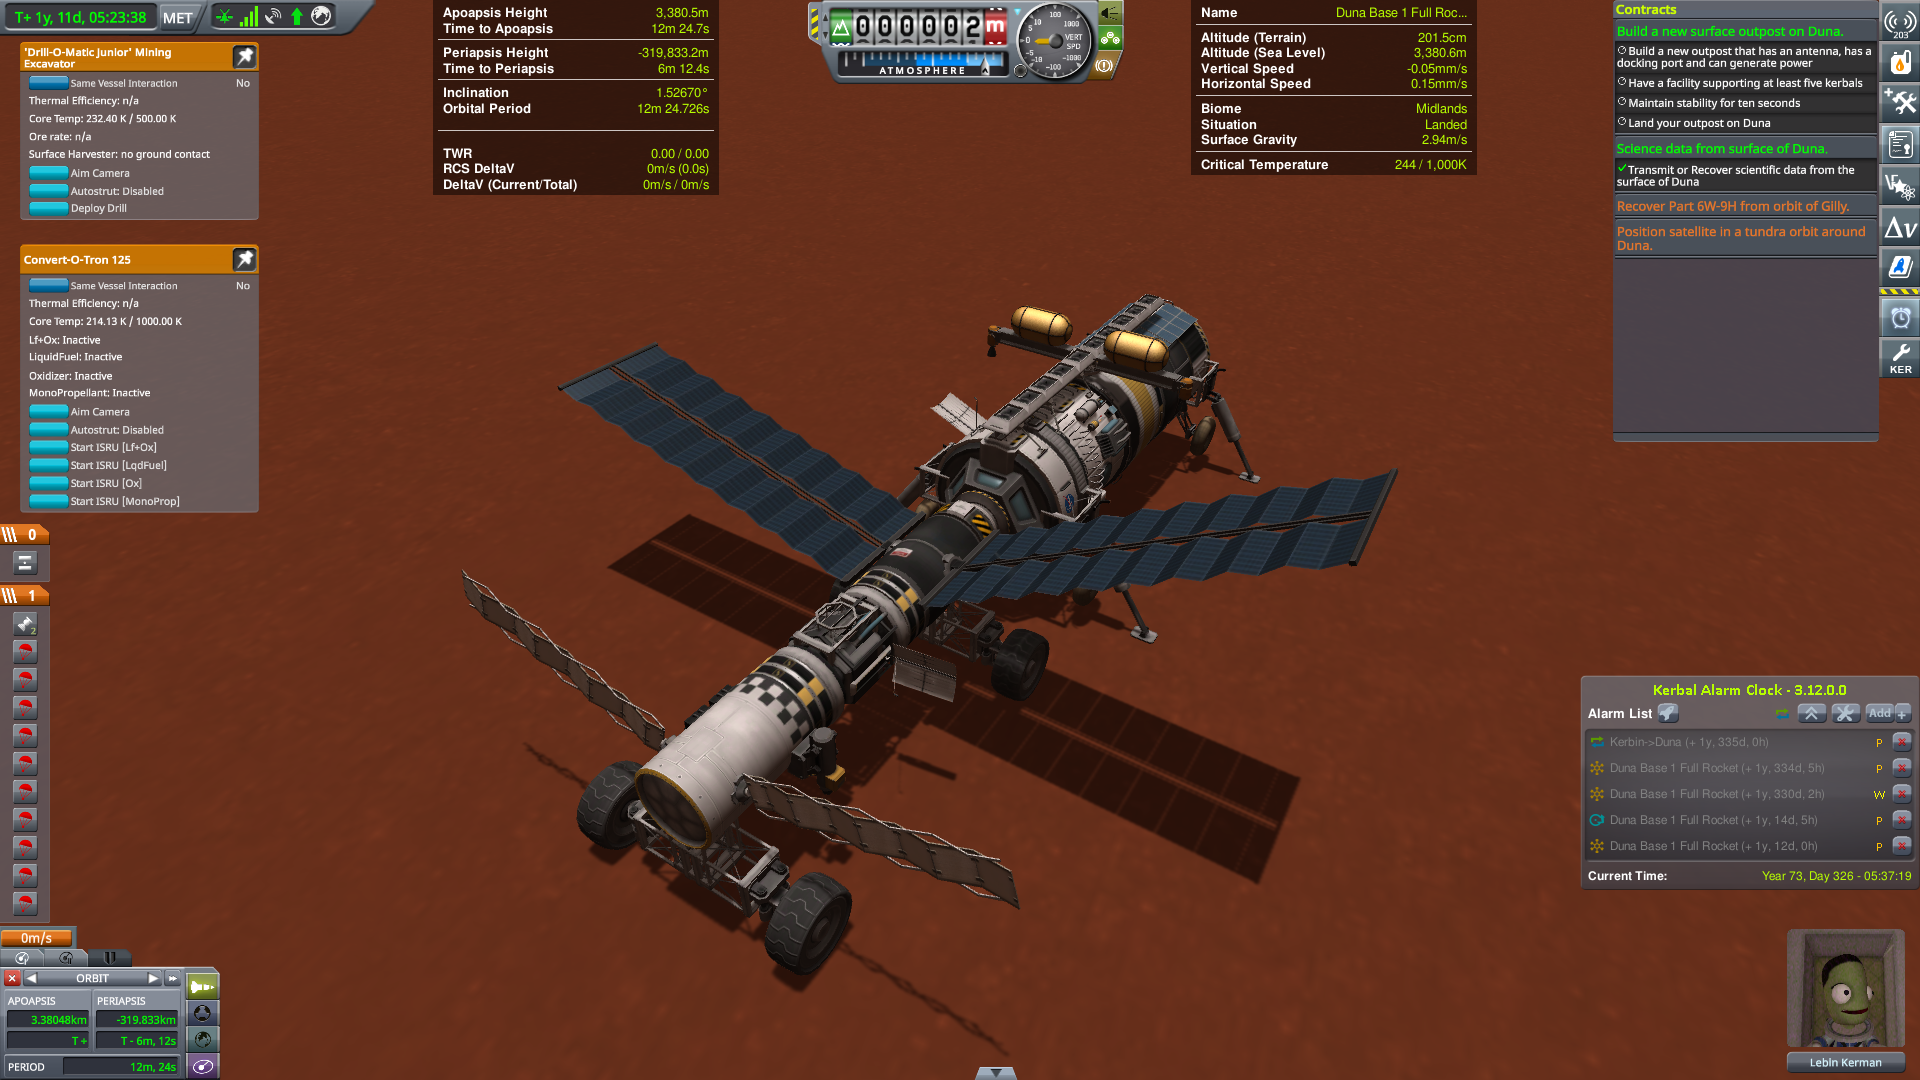 T+ 1y, 11d, 05:23:38
MET
'Drill-O-Matic Junior' Mining
Excavator
Same Vessel Interaction No
Thermal Efficiency: n/a
Core Temp: 232.40 K / 500.00 K
Ore rate: n/a
Surface Harvester: no ground contact
Aim Camera
Autostrut: Disabled
Deploy Drill
Convert-O-Tron 125
Same Vessel Interaction No
Thermal Efficiency: n/a
Core Temp: 214.13 K / 1000.00 K
Lf+Ox: Inactive
LiquidFuel: Inactive
Oxidizer: Inactive
MonoPropellant: Inactive
Aim Camera
Autostrut: Disabled
Start ISRU [Lf+Ox]
Start ISRU [LqdFuel]
Start ISRU [Ox]
Start ISRU [MonoProp]
0
1
2
0m/s
ORBIT
APOAPSIS PERIAPSIS
3.38048km -319.833km
T+ T - 6m, 12s
PERIOD 12m, 24s
Apoapsis Height 3,380.5m
Time to Apoapsis 12m 24.7s
Periapsis Height -319,833.2m
Time to Periapsis 6m 12.4s
Inclination 1.52670°
Orbital Period 12m 24.726s
TWR 0.00 / 0.00
RCS DeltaV 0m/s (0.0s)
DeltaV (Current/Total) 0m/s / 0m/s
000002 m
ATMOSPHERE
VERT
SPD
Name Duna Base 1 Full Roc...
Altitude (Terrain) 201.5cm
Altitude (Sea Level) 3,380.6m
Vertical Speed -0.05mm/s
Horizontal Speed 0.15mm/s
Biome Midlands
Situation Landed
Surface Gravity 2.94m/s
Critical Temperature 244 / 1,000K
Contracts
Build a new surface outpost on Duna.
Build a new outpost that has an antenna, has a
docking port and can generate power
Have a facility supporting at least five kerbals
Maintain stability for ten seconds
Land your outpost on Duna
Science data from surface of Duna.
Transmit or Recover scientific data from the
surface of Duna
Recover Part 6W-9H from orbit of Gilly.
Position satellite in a tundra orbit around
Duna.
203
Δv
KER
Kerbal Alarm Clock - 3.12.0.0
Alarm List Add +
Kerbin->Duna (+ 1y, 335d, 0h) P
Duna Base 1 Full Rocket (+ 1y, 334d, 5h) P
Duna Base 1 Full Rocket (+ 1y, 330d, 2h) W
Duna Base 1 Full Rocket (+ 1y, 14d, 5h) P
Duna Base 1 Full Rocket (+ 1y, 12d, 0h) P
Current Time: Year 73, Day 326 - 05:37:19
Lebin Kerman